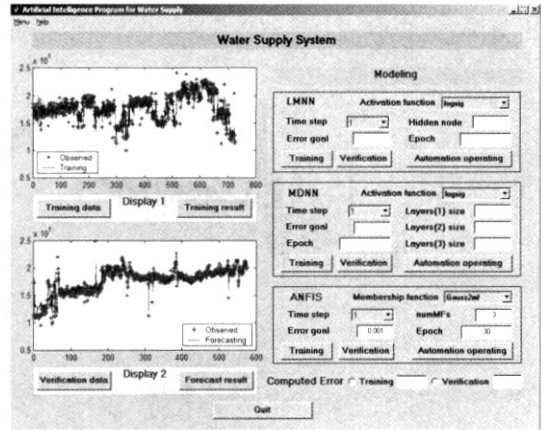 Artificial Intelligence Program for Water Supply
Menu help
Water Supply System
2.5 x 10^5
2
1.5
1
0.5
Observed
Training
0 100 200 300 400 500 600 700 800
Training data Display 1 Training result
2.5 x 10^5
2
1.5
1
0.5
Observed
Forecasting
0 100 200 300 400 500 600
Verification data Display 2 Forecast result
Modeling
LMNN Activation function logsig
Time step 1 Hidden node
Error goal Epoch
Training Verification Automation operating
MDNN Activation function logsig
Time step 1 Layers(1) size
Error goal Layers(2) size
Epoch Layers(3) size
Training Verification Automation operating
ANFIS Membership function Gauss2mf
Time step 1 numMFs 3
Error goal 0.001 Epoch 30
Training Verification Automation operating
Computed Error Training Verification
Quit